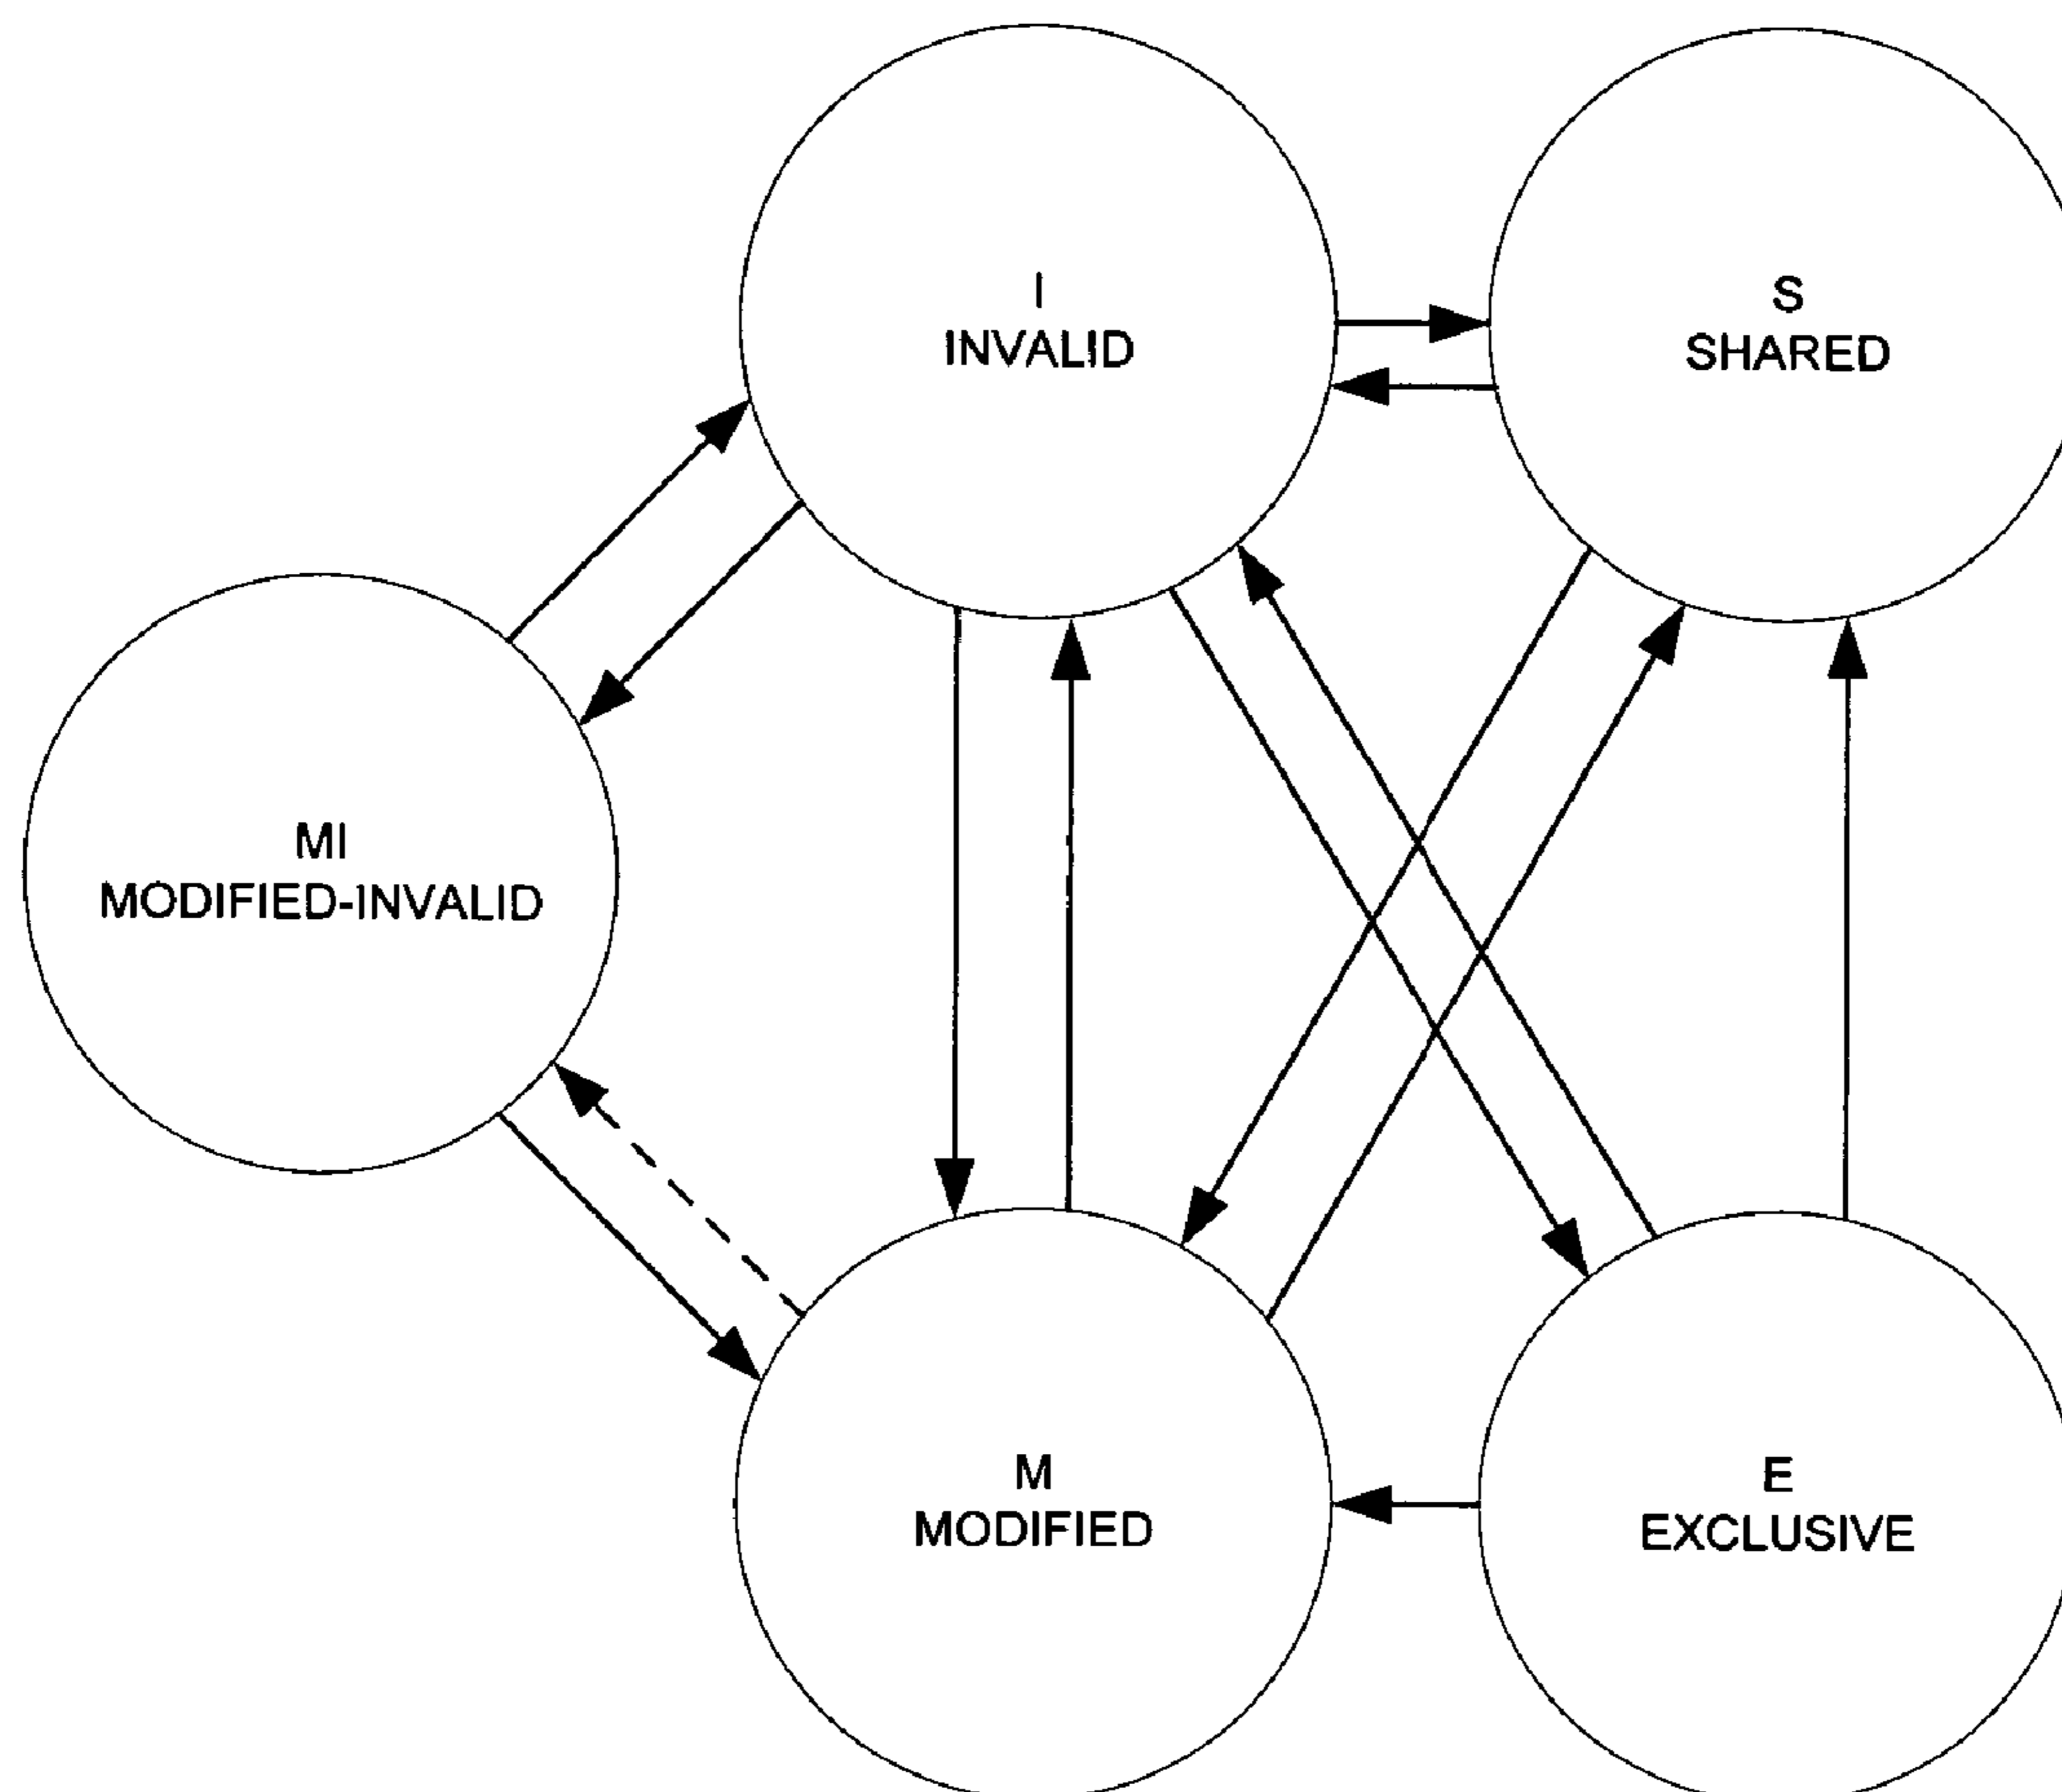 I
INVALID
S
SHARED
MI
MODIFIED-INVALID
M
MODIFIED
E
EXCLUSIVE